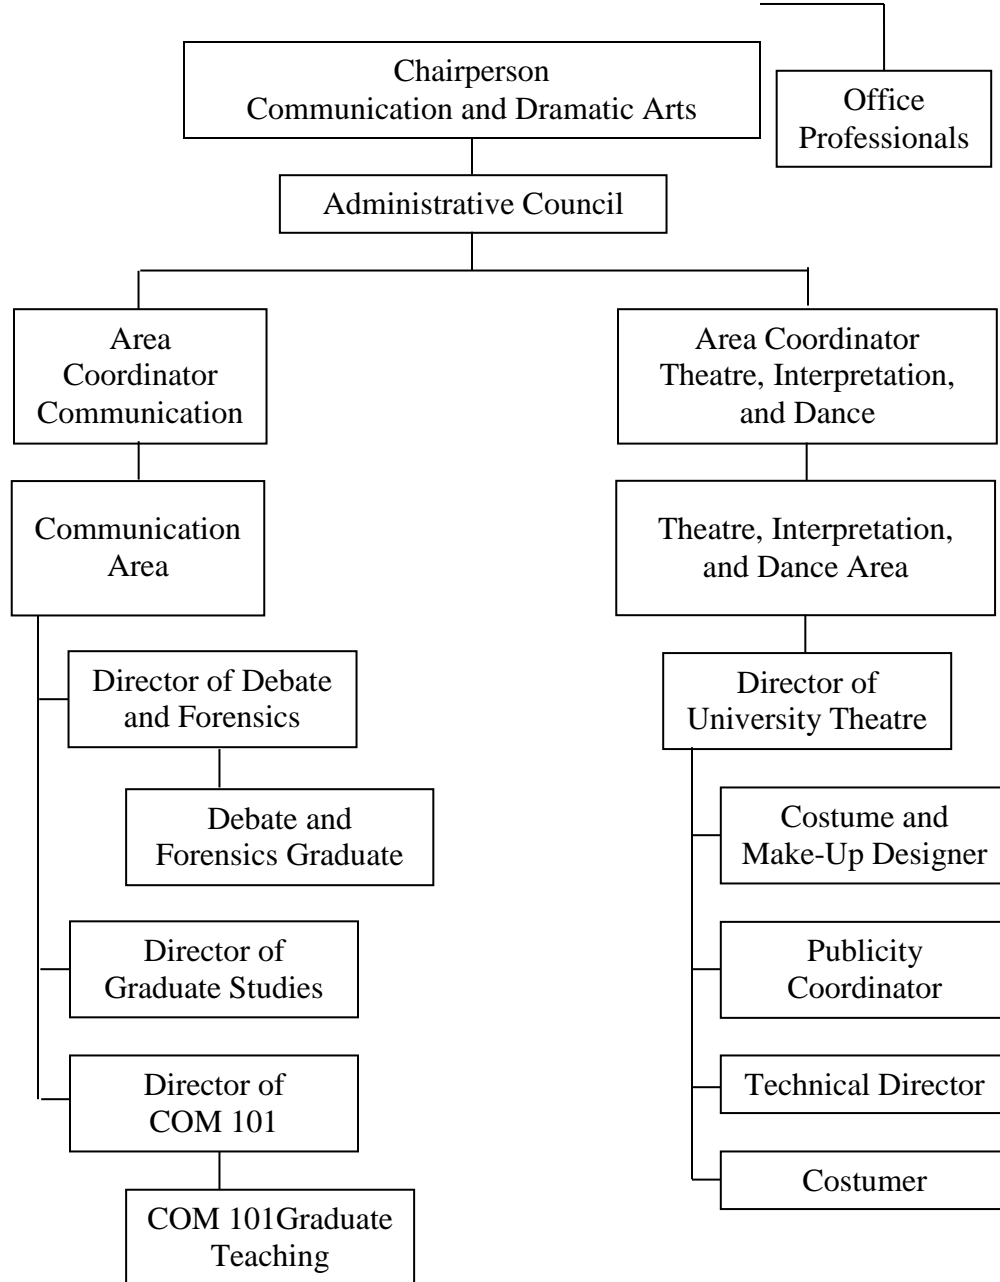 Chairperson
Communication and Dramatic Arts
Office
Professionals
Administrative Council
Area
Coordinator
Communication
Area Coordinator
Theatre, Interpretation,
and Dance
Communication
Area
Theatre, Interpretation,
and Dance Area
Director of Debate
and Forensics
Director of
University Theatre
Debate and
Forensics Graduate
Costume and
Make-Up Designer
Director of
Graduate Studies
Publicity
Coordinator
Director of
COM 101
Technical Director
Costumer
COM 101Graduate
Teaching